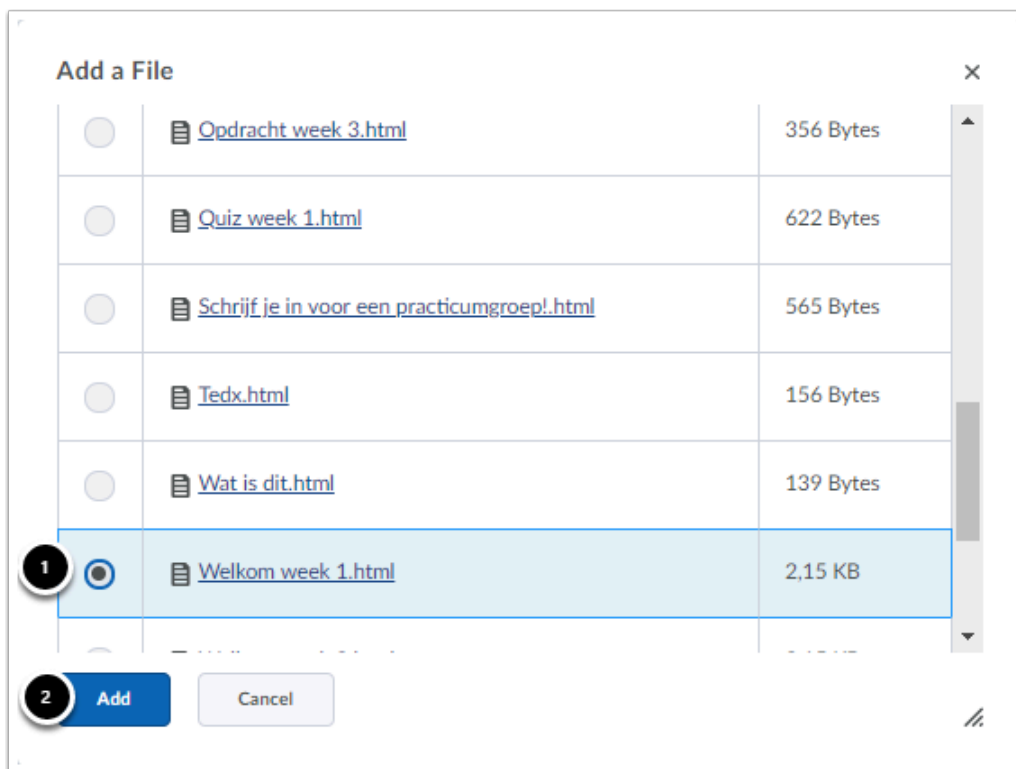 Add a File
Opdracht week 3.html 356 Bytes
Quiz week 1.html 622 Bytes
Schrijf je in voor een practicumgroep!.html 565 Bytes
Tedx.html 156 Bytes
Wat is dit.html 139 Bytes
1 Welkom week 1.html 2,15 KB
2 Add Cancel